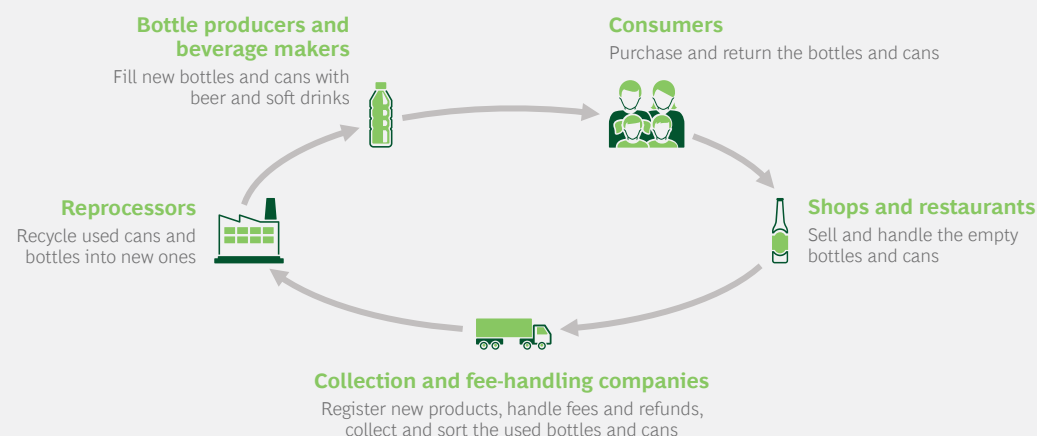 Bottle producers and
beverage makers
Fill new bottles and cans with
beer and soft drinks
Consumers
Purchase and return the bottles and cans
Shops and restaurants
Sell and handle the empty
bottles and cans
Collection and fee-handling companies
Register new products, handle fees and refunds,
collect and sort the used bottles and cans
Reprocessors
Recycle used cans and
bottles into new ones